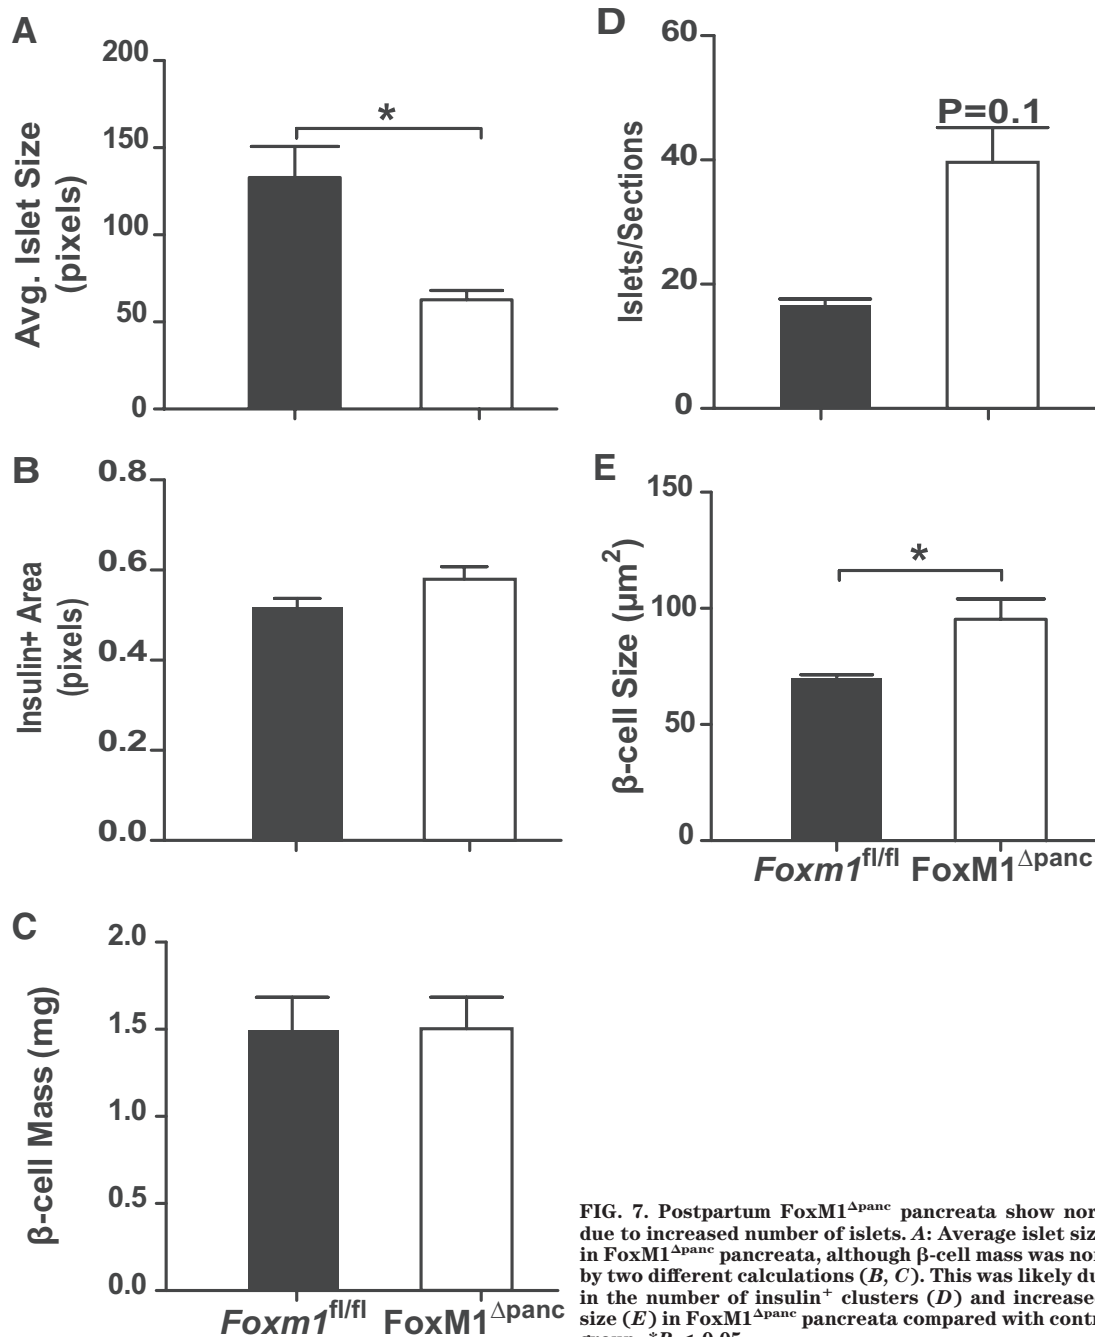 A
200
150
100
50
0
Avg. Islet Size
(pixels)
*
B
0.8
0.6
0.4
0.2
0.0
Insulin+ Area
(pixels)
C
2.0
1.5
1.0
0.5
0.0
β-cell Mass (mg)
Foxm1fl/fl FoxM1Δpanc
D
60
40
20
0
Islets/Sections
P=0.1
E
150
100
50
0
β-cell Size (µm2)
*
Foxm1fl/fl FoxM1Δpanc
FIG. 7. Postpartum FoxM1Δpanc pancreata show nor
due to increased number of islets. A: Average islet siz
in FoxM1Δpanc pancreata, although β-cell mass was nor
by two different calculations (B, C). This was likely du
in the number of insulin+ clusters (D) and increase
size (E) in FoxM1Δpanc pancreata compared with contr